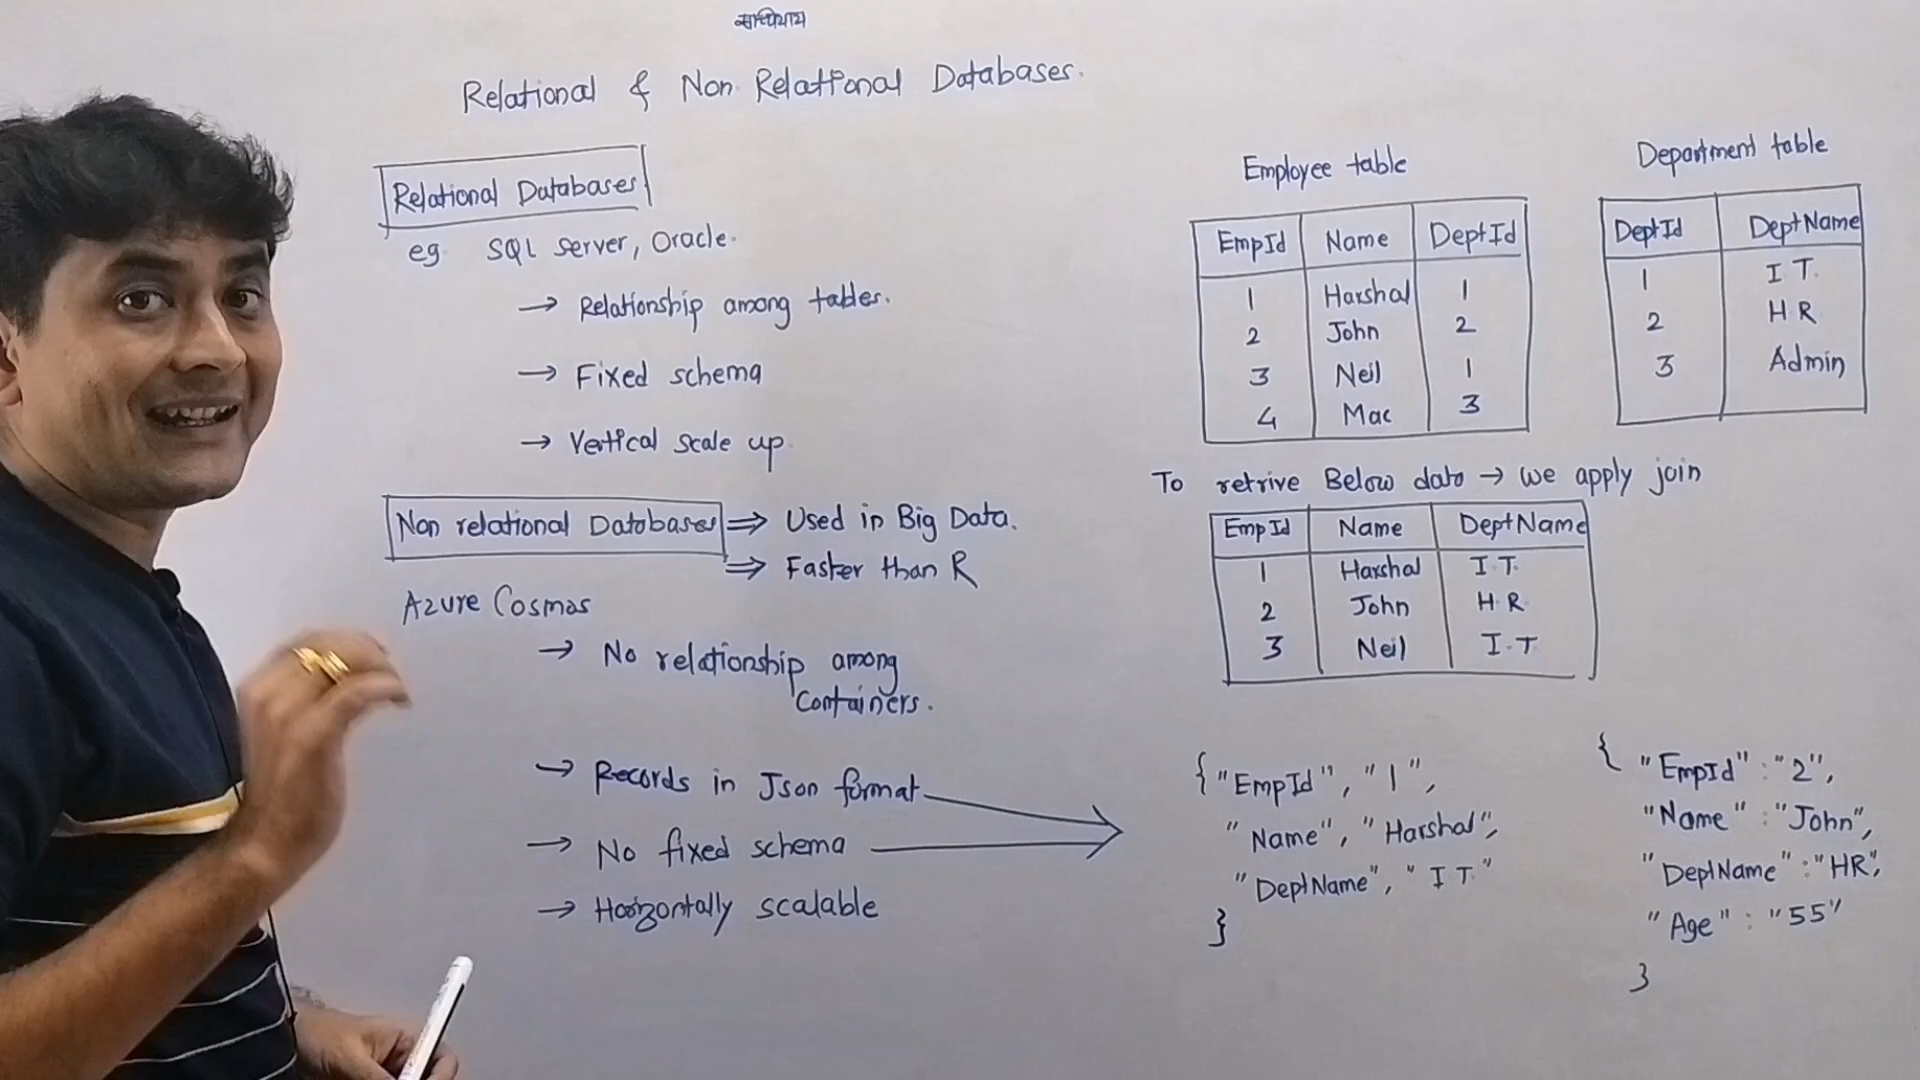 Relational & Non Relational Databases.
Relational Databases
eg. SQL Server, Oracle.
→ Relationship among tables.
→ Fixed schema
→ Vertical scale up
Non relational Databases ⇒ Used in Big Data.
⇒ Faster than R
Azure Cosmos
→ No relationship among
containers.
→ Records in Json format
→ No fixed schema
→ Horizontally scalable
Employee table
EmpId Name DeptId
1 Harshal 1
2 John 2
3 Neil 1
4 Mac 3
Department table
DeptId DeptName
1 I.T.
2 H.R
3 Admin
To retrive Below data → we apply join
EmpId Name DeptName
1 Harshal I.T.
2 John H.R
3 Neil I.T
{ "EmpId", "1",
"Name", "Harshal",
"DeptName", "I T."
}
{ "EmpId" : "2",
"Name" : "John",
"DeptName" : "HR",
"Age" : "55"
}